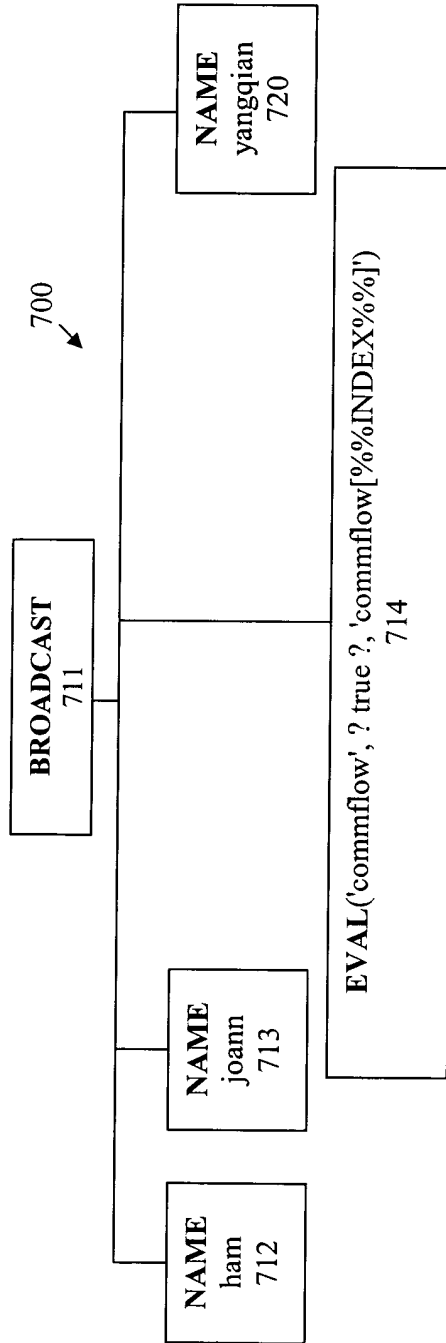 700
BROADCAST
711
NAME
ham
712
NAME
joann
713
EVAL('commflow', ? true ?, 'commflow[%%INDEX%%]')
714
NAME
yangqian
720